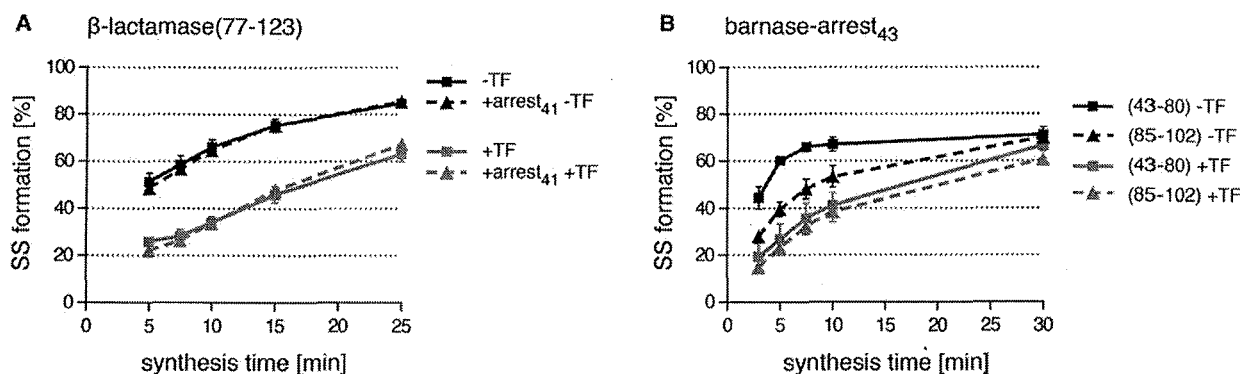 A β-lactamase(77-123)
SS formation [%]
100
80
60
40
20
0
0 5 10 15 20 25
synthesis time [min]
-TF
+arrest41 -TF
+TF
+arrest41 +TF
B barnase-arrest43
SS formation [%]
100
80
60
40
20
0
0 5 10 15 20 25 30
synthesis time [min]
(43-80) -TF
(85-102) -TF
(43-80) +TF
(85-102) +TF